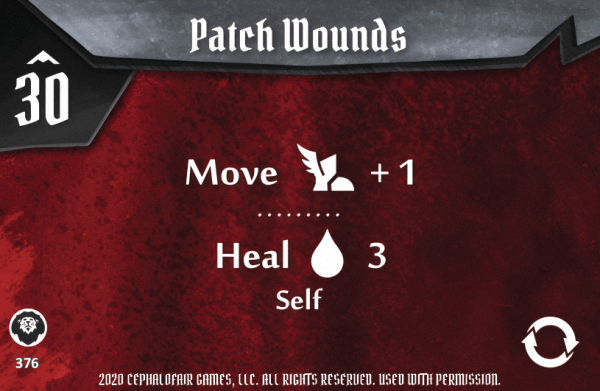 Patch Wounds
30
Move + 1
Heal 3
Self
376
2020 CEPHALOFAIR GAMES, LLC. ALL RIGHTS RESERVED. USED WITH PERMISSION.